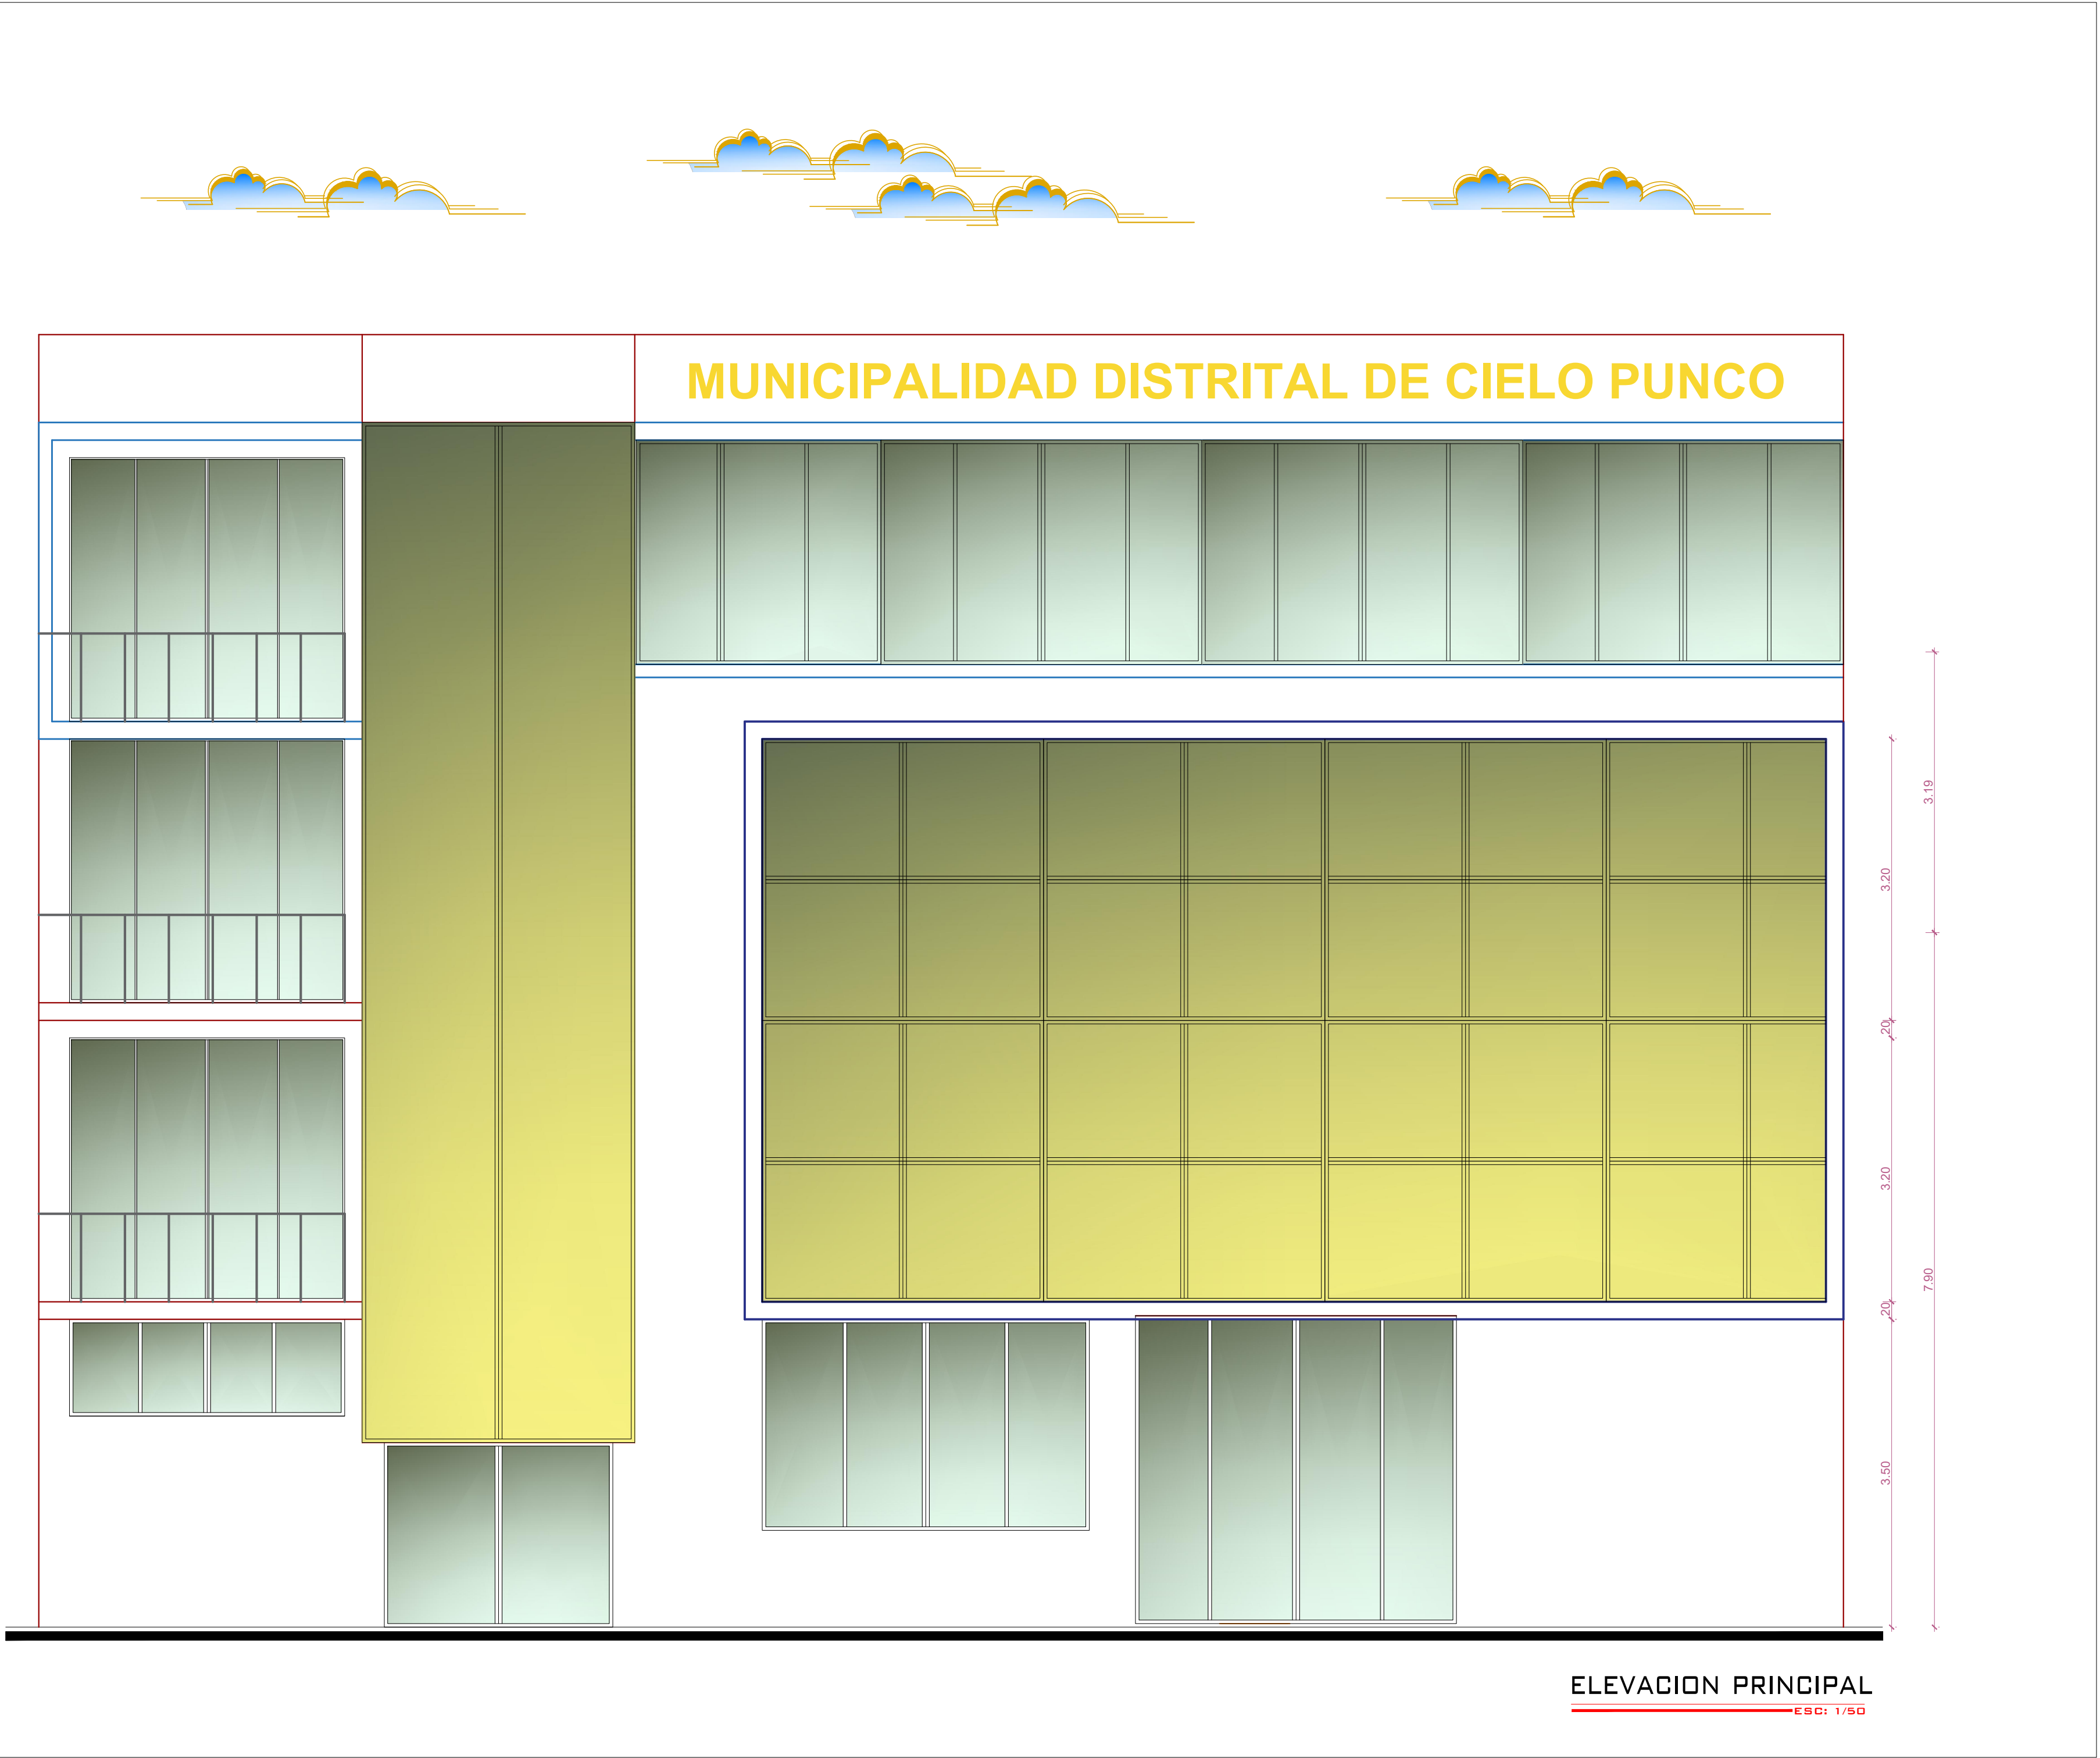 MUNICIPALIDAD DISTRITAL DE CIELO PUNCO
3.19
3.20
.20
3.20
7.90
.20
3.50
ELEVACION PRINCIPAL
ESC: 1/50